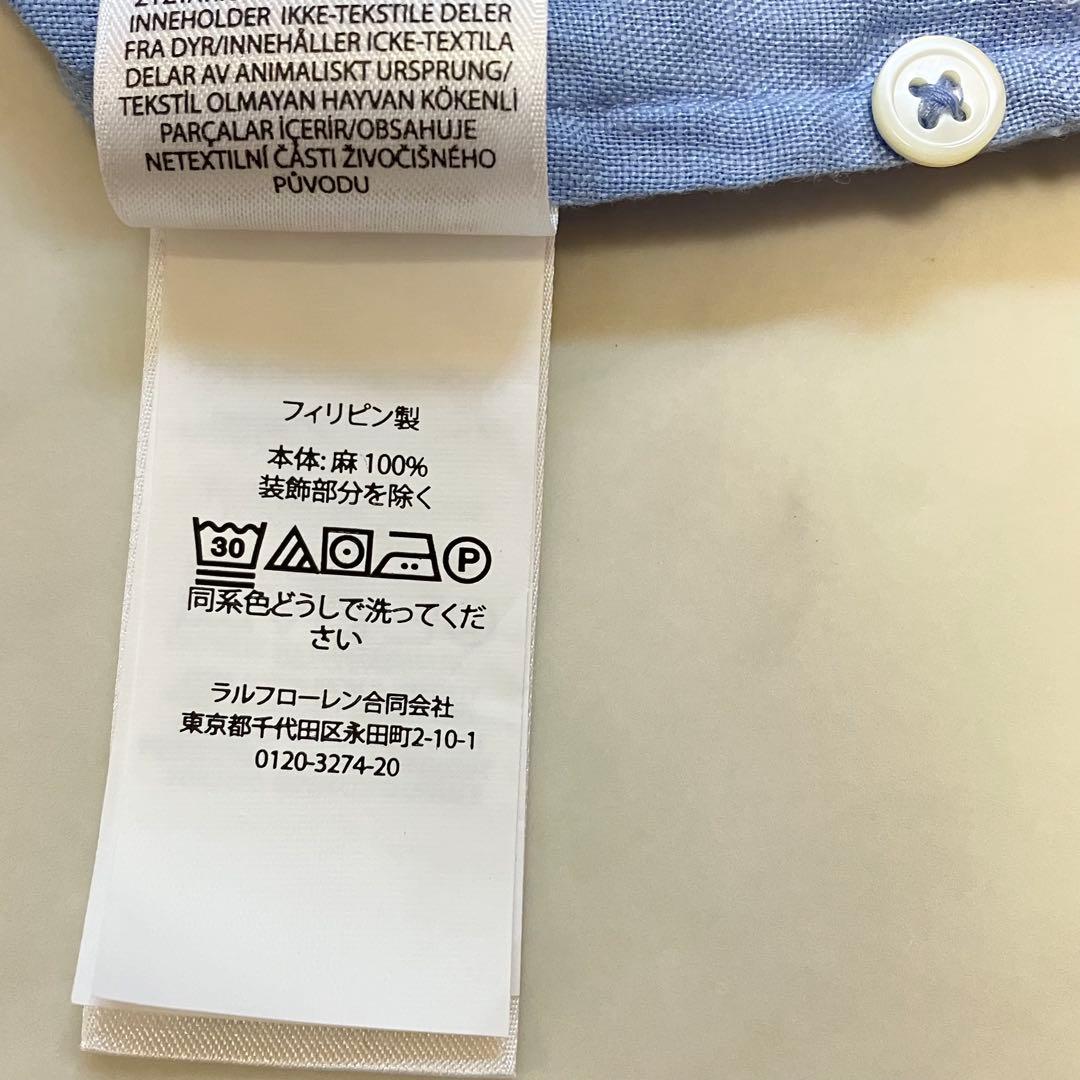 INNEHOLDER IKKE-TEKSTILE DELER
FRA DYR/INNEHÅLLER ICKE-TEXTILA
DELAR AV ANIMALISKT URSPRUNG/
TEKSTİL OLMAYAN HAYVAN KÖKENLİ
PARÇALAR İÇERİR/OBSAHUJE
NETEXTILNÍ ČÁSTI ŽIVOČIŠNÉHO
PŮVODU
フィリピン製
本体: 麻 100%
装飾部分を除く
30 P
同系色どうしで洗ってくだ
さい
ラルフローレン合同会社
東京都千代田区永田町2-10-1
0120-3274-20